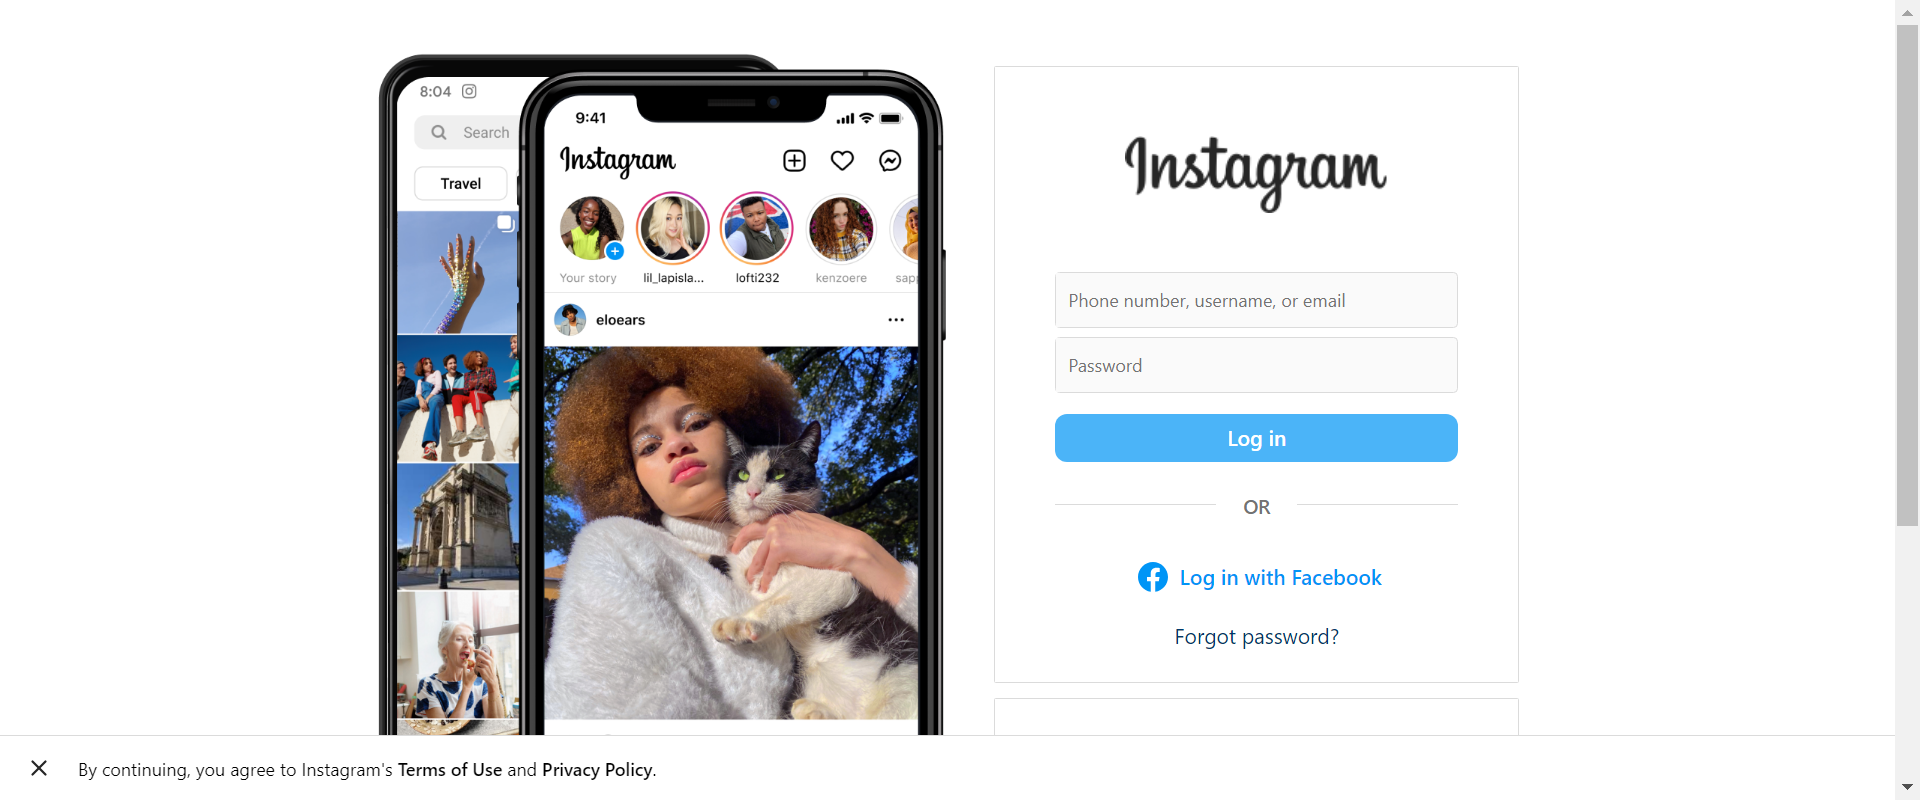 8:04
Search
Travel
9:41
Instagram
Your story
lil_lapisla...
lofti232
kenzoere
sapp
eloears
Instagram
Phone number, username, or email
Password
Log in
OR
Log in with Facebook
Forgot password?
By continuing, you agree to Instagram's Terms of Use and Privacy Policy.